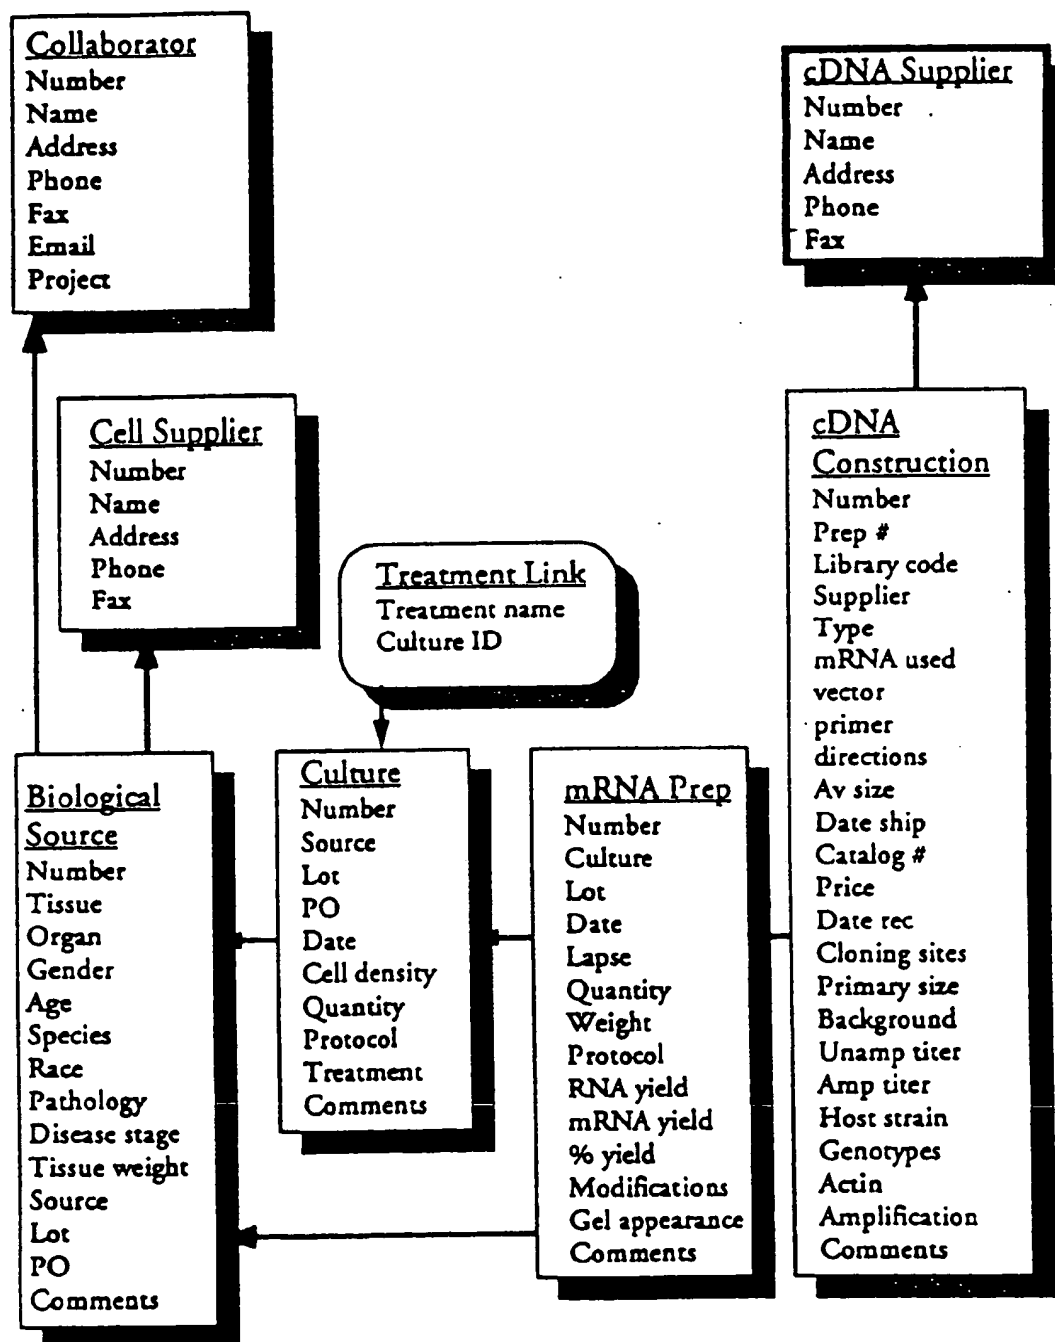 Collaborator
Number
Name
Address
Phone
Fax
Email
Project
cDNA Supplier
Number
Name
Address
Phone
Fax
Cell Supplier
Number
Name
Address
Phone
Fax
Treatment Link
Treatment name
Culture ID
cDNA
Construction
Number
Prep #
Library code
Supplier
Type
mRNA used
vector
primer
directions
Av size
Date ship
Catalog #
Price
Date rec
Cloning sites
Primary size
Background
Unamp titer
Amp titer
Host strain
Genotypes
Actin
Amplification
Comments
Biological
Source
Number
Tissue
Organ
Gender
Age
Species
Race
Pathology
Disease stage
Tissue weight
Source
Lot
PO
Comments
Culture
Number
Source
Lot
PO
Date
Cell density
Quantity
Protocol
Treatment
Comments
mRNA Prep
Number
Culture
Lot
Date
Lapse
Quantity
Weight
Protocol
RNA yield
mRNA yield
% yield
Modifications
Gel appearance
Comments